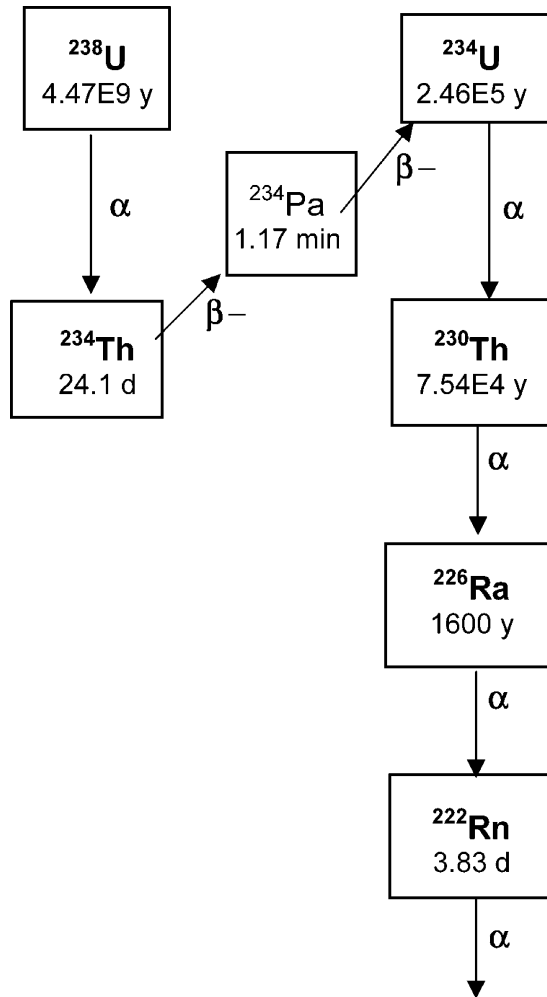 ²³⁸U
4.47E9 y
α
²³⁴Th
24.1 d
β−
²³⁴Pa
1.17 min
β−
²³⁴U
2.46E5 y
α
²³⁰Th
7.54E4 y
α
²²⁶Ra
1600 y
α
²²²Rn
3.83 d
α